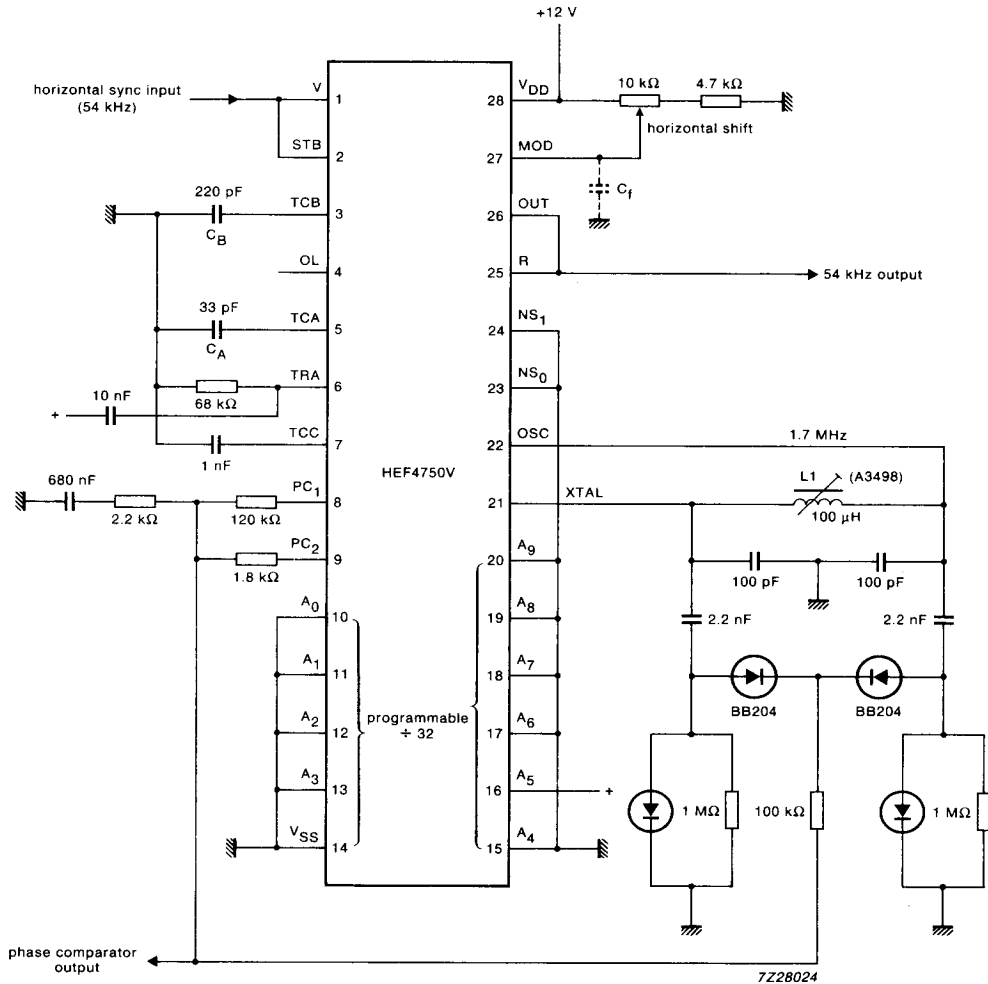 +12 V
horizontal sync input
(54 kHz)
V
1
STB
2
220 pF
TCB
3
C_B
OL
4
33 pF
TCA
5
C_A
TRA
6
68 kΩ
10 nF
+
TCC
7
1 nF
680 nF
2.2 kΩ
120 kΩ
PC_1
8
PC_2
9
1.8 kΩ
A_0
10
A_1
11
A_2
12
A_3
13
V_SS
14
HEF4750V
programmable
÷ 32
V_DD
28
10 kΩ
4.7 kΩ
horizontal shift
MOD
27
C_f
OUT
26
R
25
54 kHz output
NS_1
24
NS_0
23
OSC
22
1.7 MHz
XTAL
21
L1
(A3498)
100 μH
A_9
20
100 pF
100 pF
A_8
19
2.2 nF
2.2 nF
A_7
18
BB204
BB204
A_6
17
A_5
16
+
A_4
15
1 MΩ
100 kΩ
1 MΩ
phase comparator
output
7Z28024